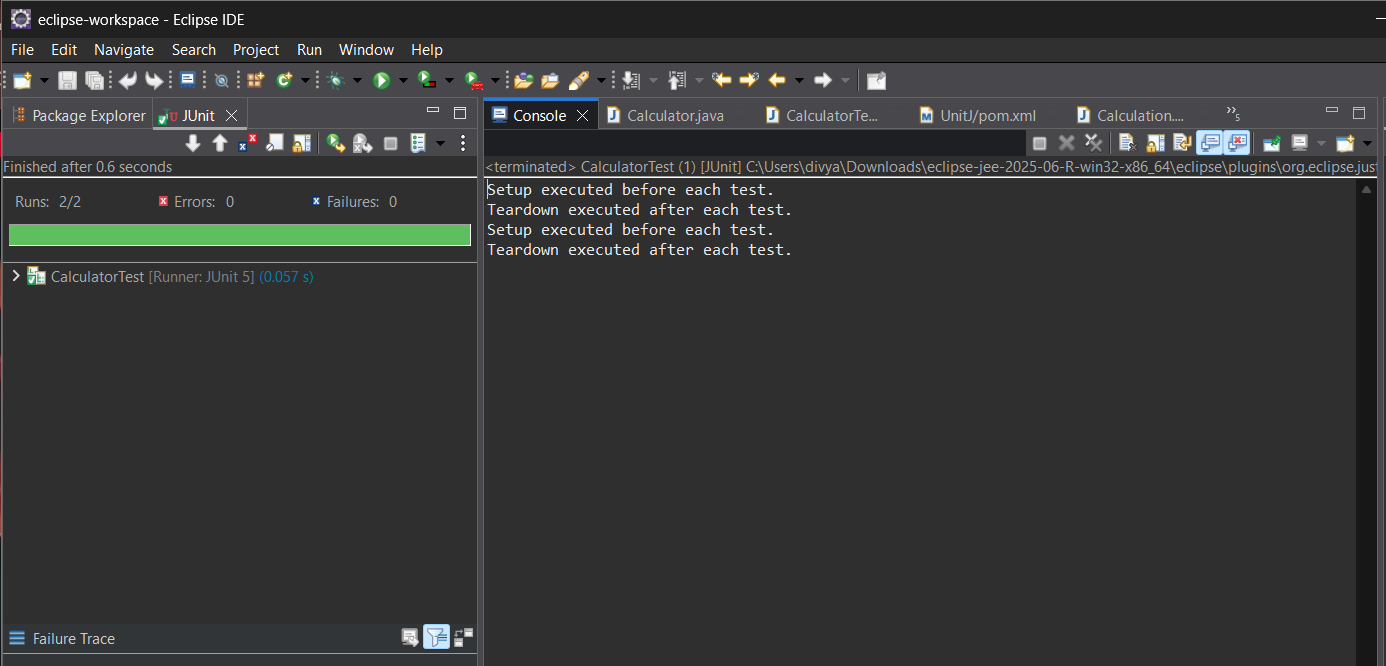 eclipse-workspace - Eclipse IDE
File Edit Navigate Search Project Run Window Help
Package Explorer JUnit
Console Calculator.java CalculatorTe... UnitJ/pom.xml Calculation.... »5
Finished after 0.6 seconds
Runs: 2/2 Errors: 0 Failures: 0
CalculatorTest [Runner: JUnit 5] (0.057 s)
Failure Trace
<terminated> CalculatorTest (1) [JUnit] C:\Users\divya\Downloads\eclipse-jee-2025-06-R-win32-x86_64\eclipse\plugins\org.eclipse.just
Setup executed before each test.
Teardown executed after each test.
Setup executed before each test.
Teardown executed after each test.